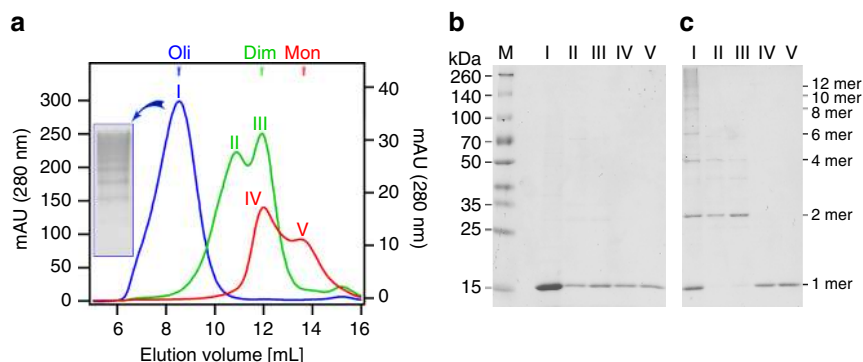 a
Oli Dim Mon
I
II
III
IV
V
300
250
200
150
100
50
0
mAU (280 nm)
40
30
20
10
0
mAU (280 nm)
6 8 10 12 14 16
Elution volume [mL]
b
kDa M I II III IV V
260
140
100
70
50
35
25
15
c
I II III IV V
12 mer
10 mer
8 mer
6 mer
4 mer
2 mer
1 mer